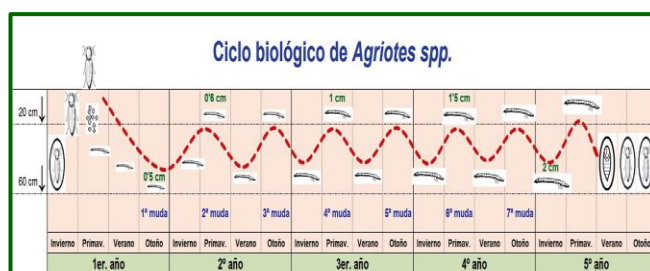 Ciclo biológico de Agriotes spp.
0'6 cm 1 cm 1'5 cm
20 cm
0'5 cm 2 cm
60 cm
1ª muda 2ª muda 3ª muda 4ª muda 5ª muda 6ª muda 7ª muda
Invierno Primav. Verano Otoño Invierno Primav. Verano Otoño Invierno Primav. Verano Otoño Invierno Primav. Verano Otoño Invierno Primav. Verano Otoño
1er. año 2º año 3er. año 4º año 5º año